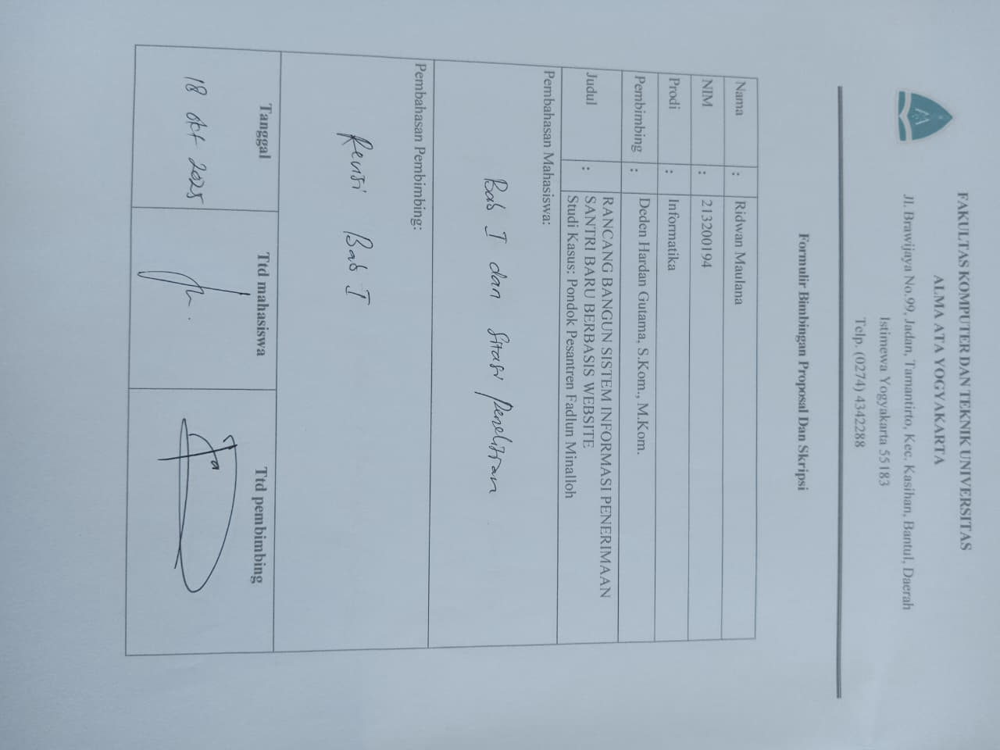 FAKULTAS KOMPUTER DAN TEKNIK UNIVERSITAS
ALMA ATA YOGYAKARTA
Jl. Brawijaya No.99, Jadan, Tamantirto, Kec. Kasihan, Bantul, Daerah
Istimewa Yogyakarta 55183
Telp. (0274) 4342288
Formulir Bimbingan Proposal Dan Skripsi
Nama : Ridwan Maulana
NIM : 213200194
Prodi : Informatika
Pembimbing : Deden Hardan Gutama, S.Kom., M.Kom.
Judul : RANCANG BANGUN SISTEM INFORMASI PENERIMAAN
SANTRI BARU BERBASIS WEBSITE
Studi Kasus: Pondok Pesantren Fadlun Minalloh
Pembahasan Mahasiswa:
Bab I dan Sitasi Penelitian
Pembahasan Pembimbing:
Revisi Bab I
Tanggal Ttd mahasiswa Ttd pembimbing
18 Okt 2025